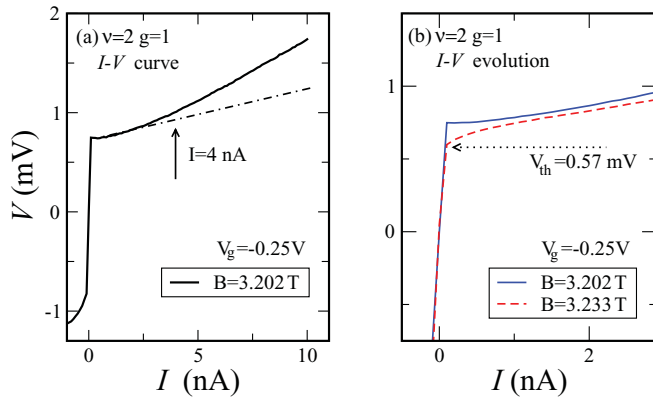 (a) ν=2 g=1
I-V curve
I=4 nA
V_g=-0.25V
B=3.202 T
V (mV)
2
1
0
-1
0
5
10
I (nA)
(b) ν=2 g=1
I-V evolution
V_th=0.57 mV
V_g=-0.25V
B=3.202 T
B=3.233 T
1
0
0
2
I (nA)